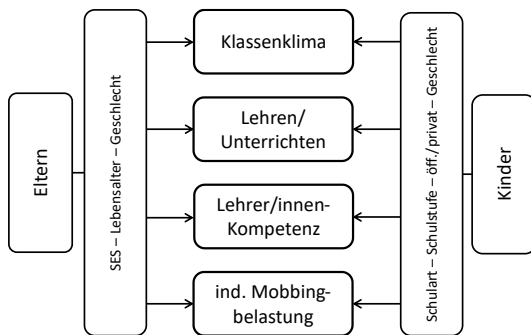 Klassenklima
Lehren/
Unterrichten
Lehrer/innen-
Kompetenz
ind. Mobbing-
belastung
Eltern
SES – Lebensalter – Geschlecht
Schulart – Schulstufe – öff./privat – Geschlecht
Kinder